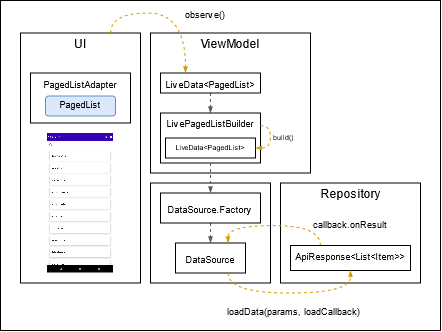 observe()
UI
ViewModel
PagedListAdapter
PagedList
LiveData<PagedList>
LivePagedListBuilder
LiveData<PagedList>
build()
Repository
DataSource.Factory
callback.onResult
DataSource
ApiResponse<List<Item>>
loadData(params, loadCallback)